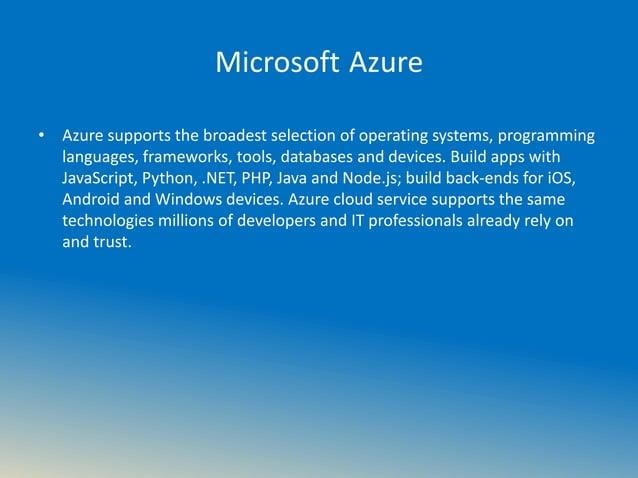 Microsoft Azure
• Azure supports the broadest selection of operating systems, programming
languages, frameworks, tools, databases and devices. Build apps with
JavaScript, Python, .NET, PHP, Java and Node.js; build back-ends for iOS,
Android and Windows devices. Azure cloud service supports the same
technologies millions of developers and IT professionals already rely on
and trust.